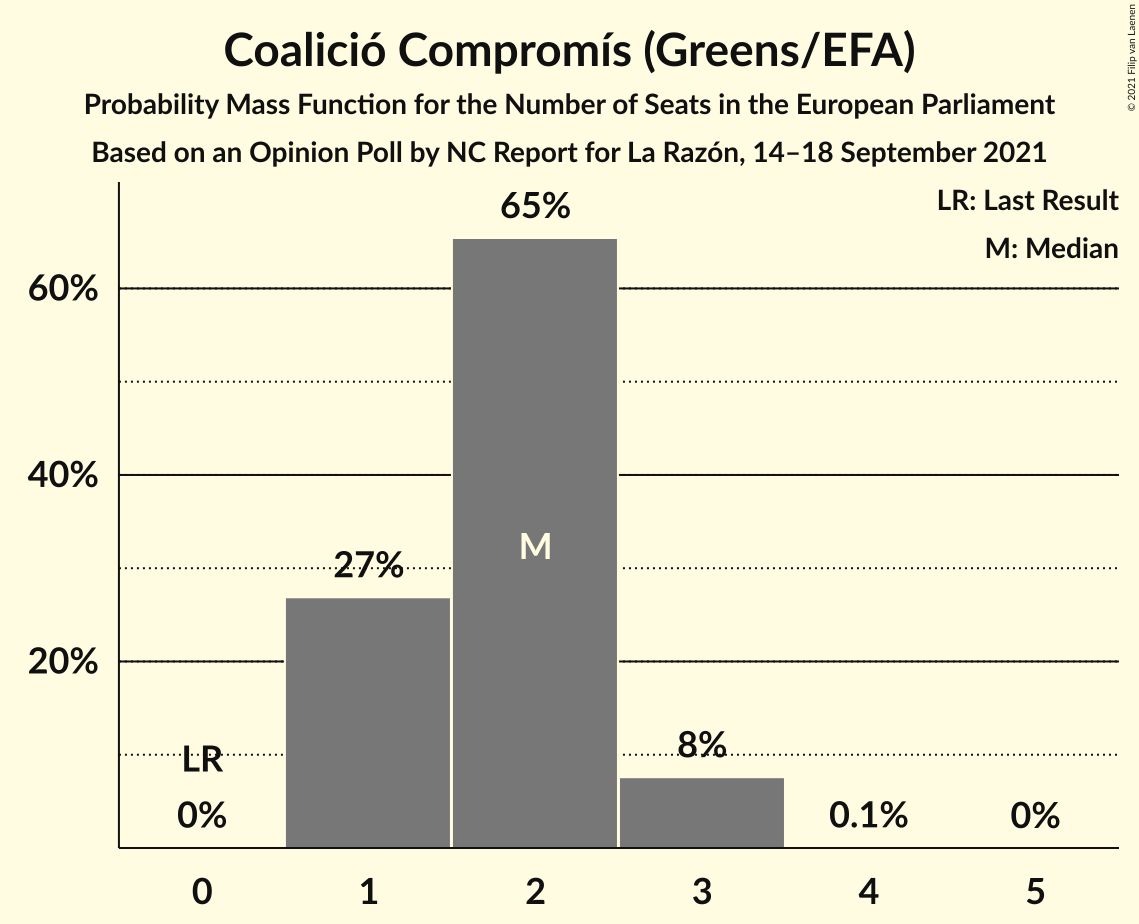 Coalició Compromís (Greens/EFA)
Probability Mass Function for the Number of Seats in the European Parliament
Based on an Opinion Poll by NC Report for La Razón, 14–18 September 2021
© 2021 Filip van Laenen
LR: Last Result
M: Median
65%
60%
40%
M
27%
20%
8%
LR
0%
0.1%
0%
0 1 2 3 4 5